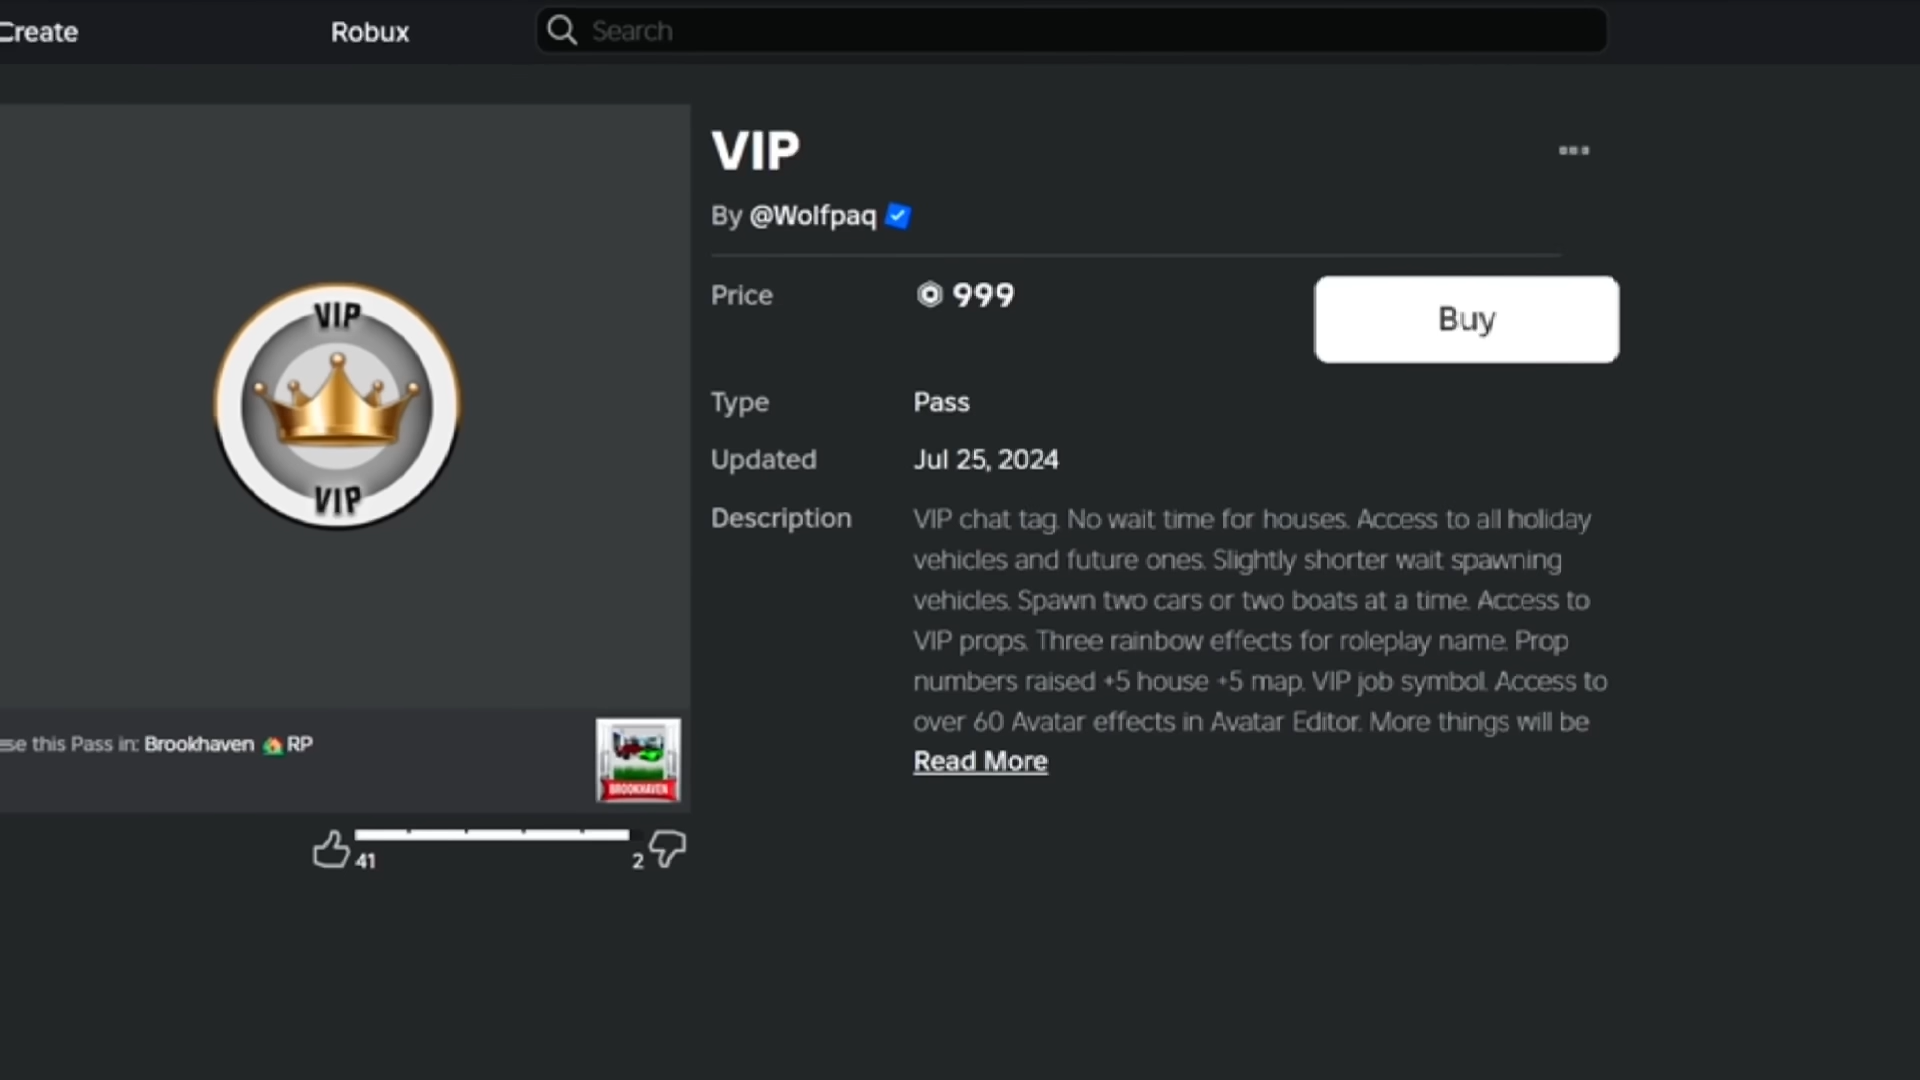 Create
Robux
Search
VIP
By @Wolfpaq
Price
999
Buy
Type
Pass
Updated
Jul 25, 2024
Description
VIP chat tag. No wait time for houses. Access to all holiday
vehicles and future ones. Slightly shorter wait spawning
vehicles. Spawn two cars or two boats at a time. Access to
VIP props. Three rainbow effects for roleplay name. Prop
numbers raised +5 house +5 map. VIP job symbol. Access to
over 60 Avatar effects in Avatar Editor. More things will be
Read More
VIP
VIP
se this Pass in: Brookhaven 🏡RP
BROOKHAVEN
41
2